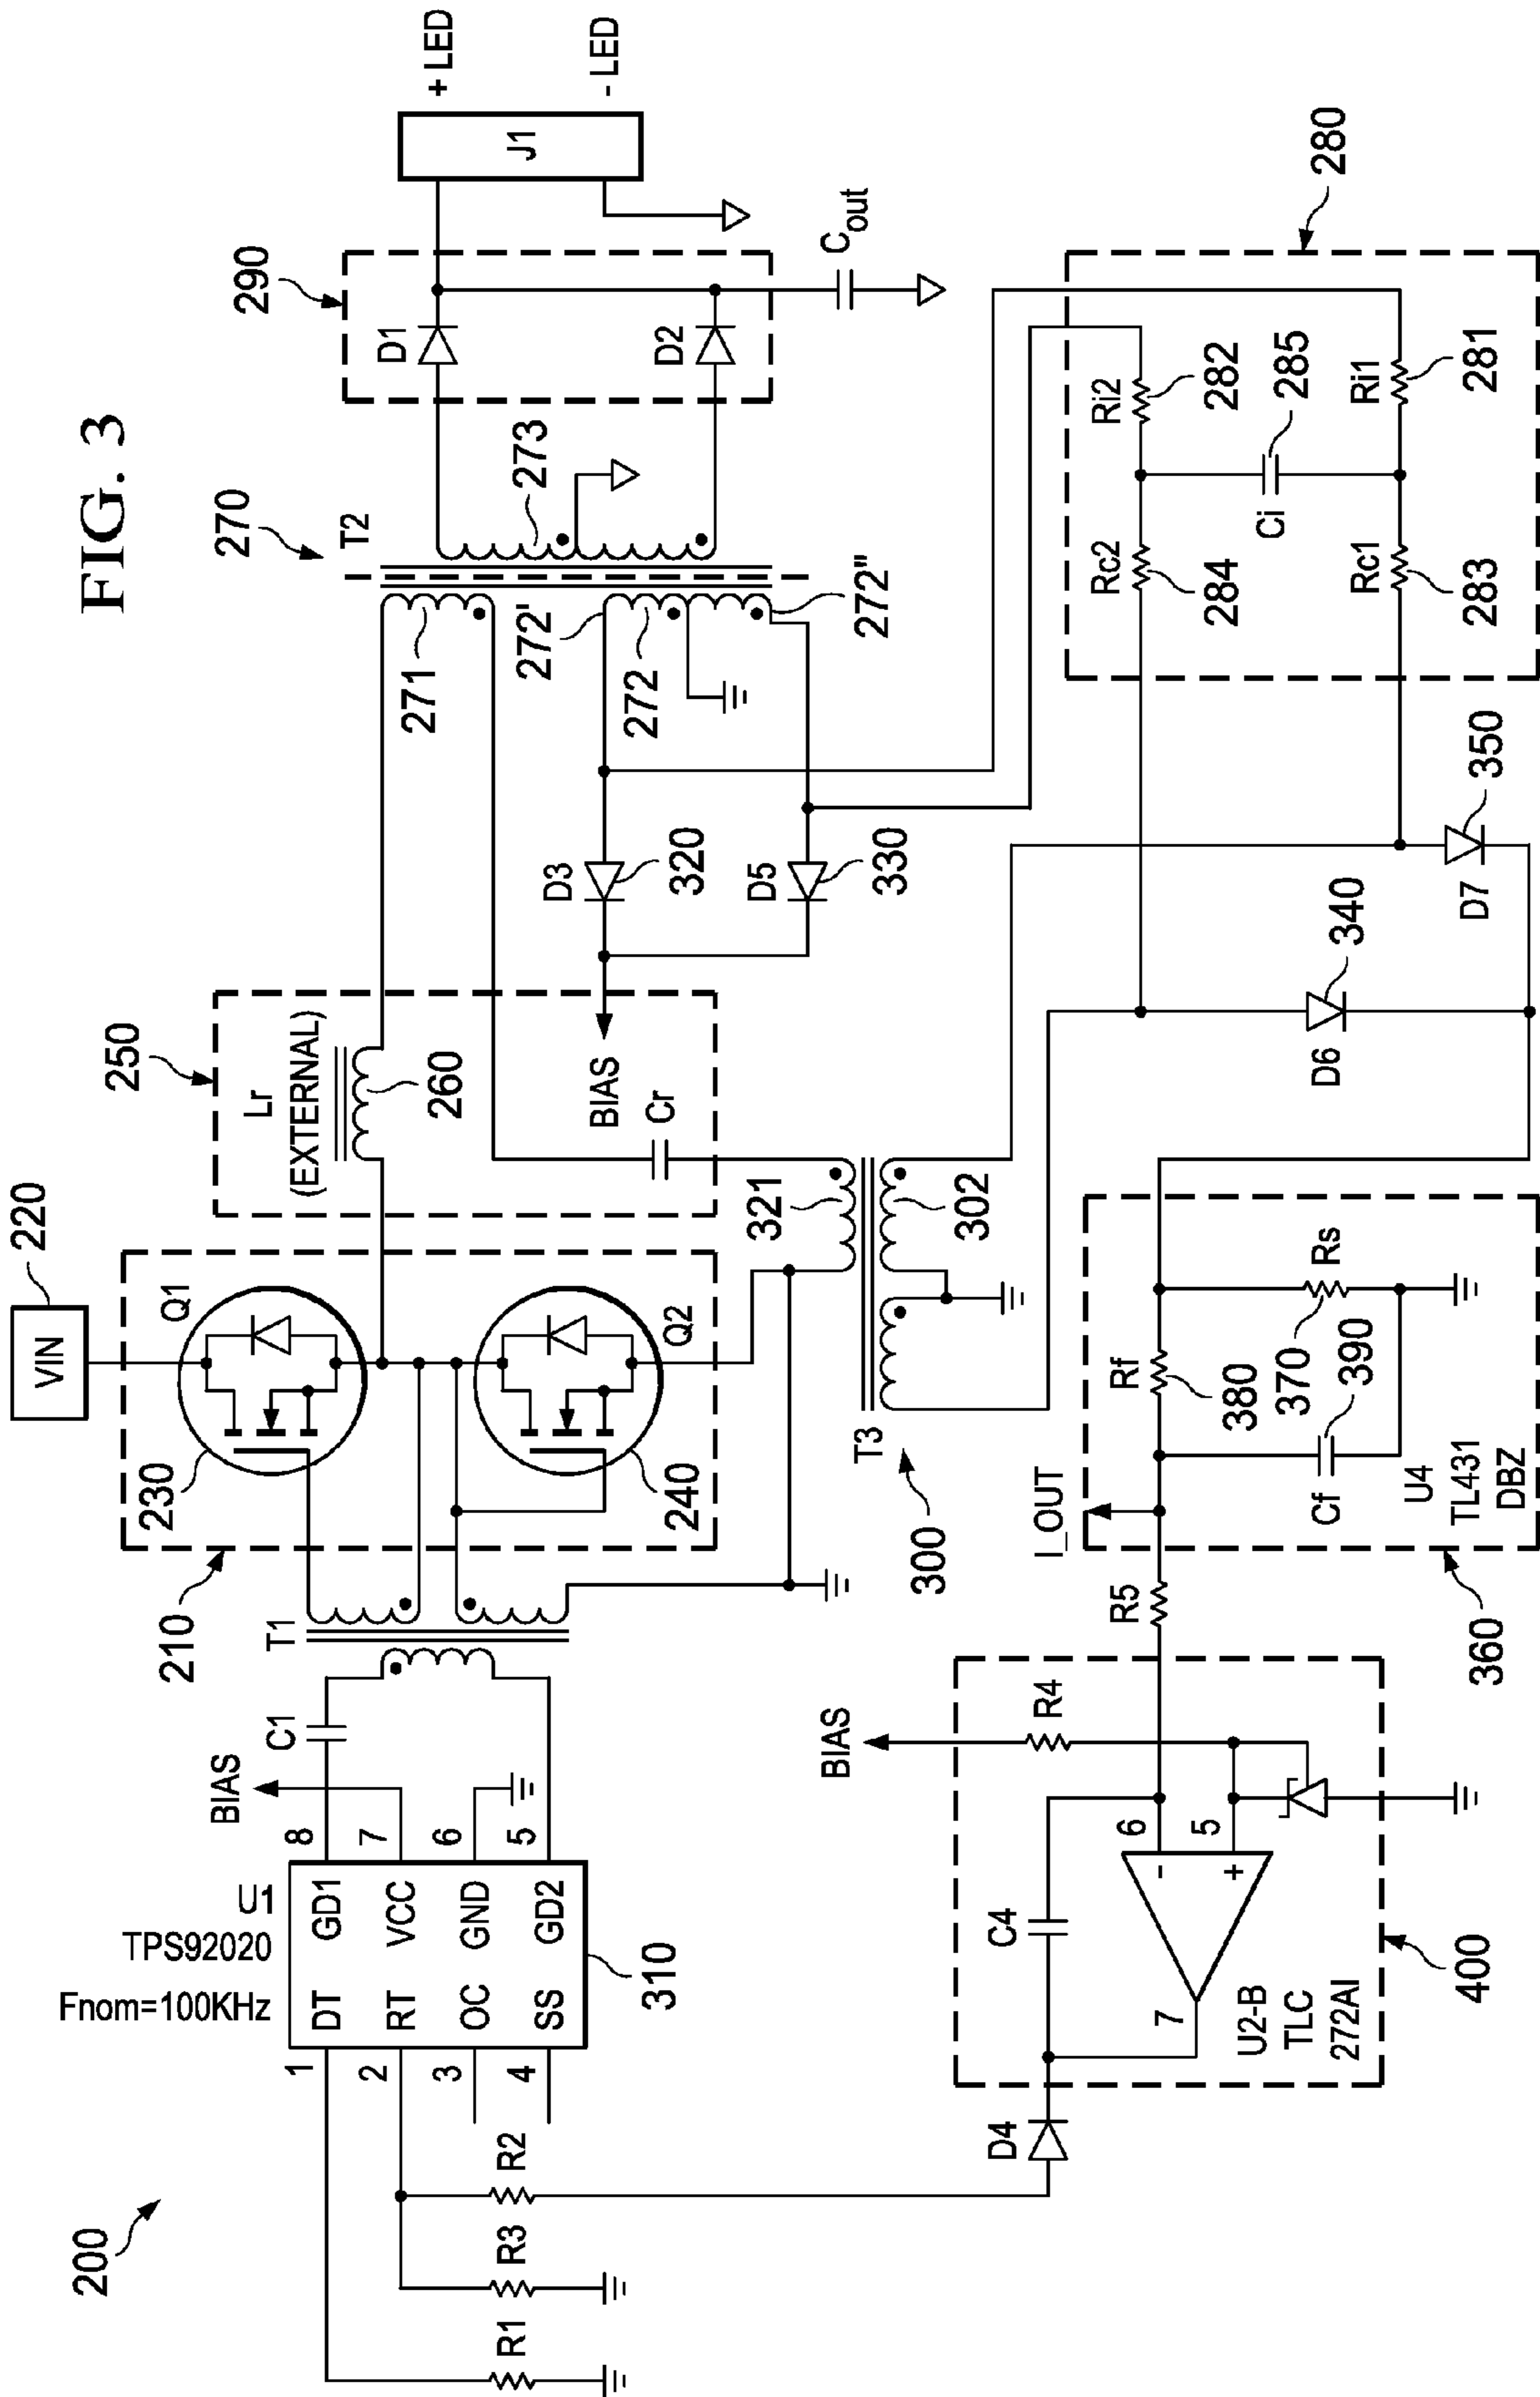 FIG. 3
200
U1
TPS92020
Fnom=100KHz
DT
RT
OC
SS
GD1
VCC
GND
GD2
1
2
3
4
8
7
6
5
310
R1
R3
R2
BIAS
C1
T1
210
230
240
Q1
Q2
220
VIN
250
Lr
(EXTERNAL)
260
BIAS
Cr
270
T2
271
272'
272
272"
273
290
D1
D2
J1
+ LED
- LED
Cout
D3
320
D5
330
321
302
T3
300
280
Ri2
282
Rc2
284
Ci
285
Ri1
281
Rc1
283
D6
340
D7
350
I_OUT
Rf
380
Rs
370
390
Cf
U4
TL431
DBZ
360
R5
BIAS
R4
C4
6
5
7
-
+
U2-B
TLC
272AI
400
D4